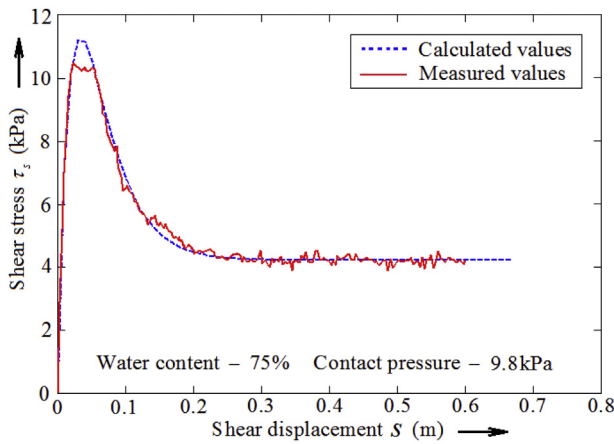 12
10
8
6
4
2
0
Shear stress τs (kPa)
Calculated values
Measured values
Water content – 75% Contact pressure – 9.8kPa
0 0.1 0.2 0.3 0.4 0.5 0.6 0.7 0.8
Shear displacement s (m)